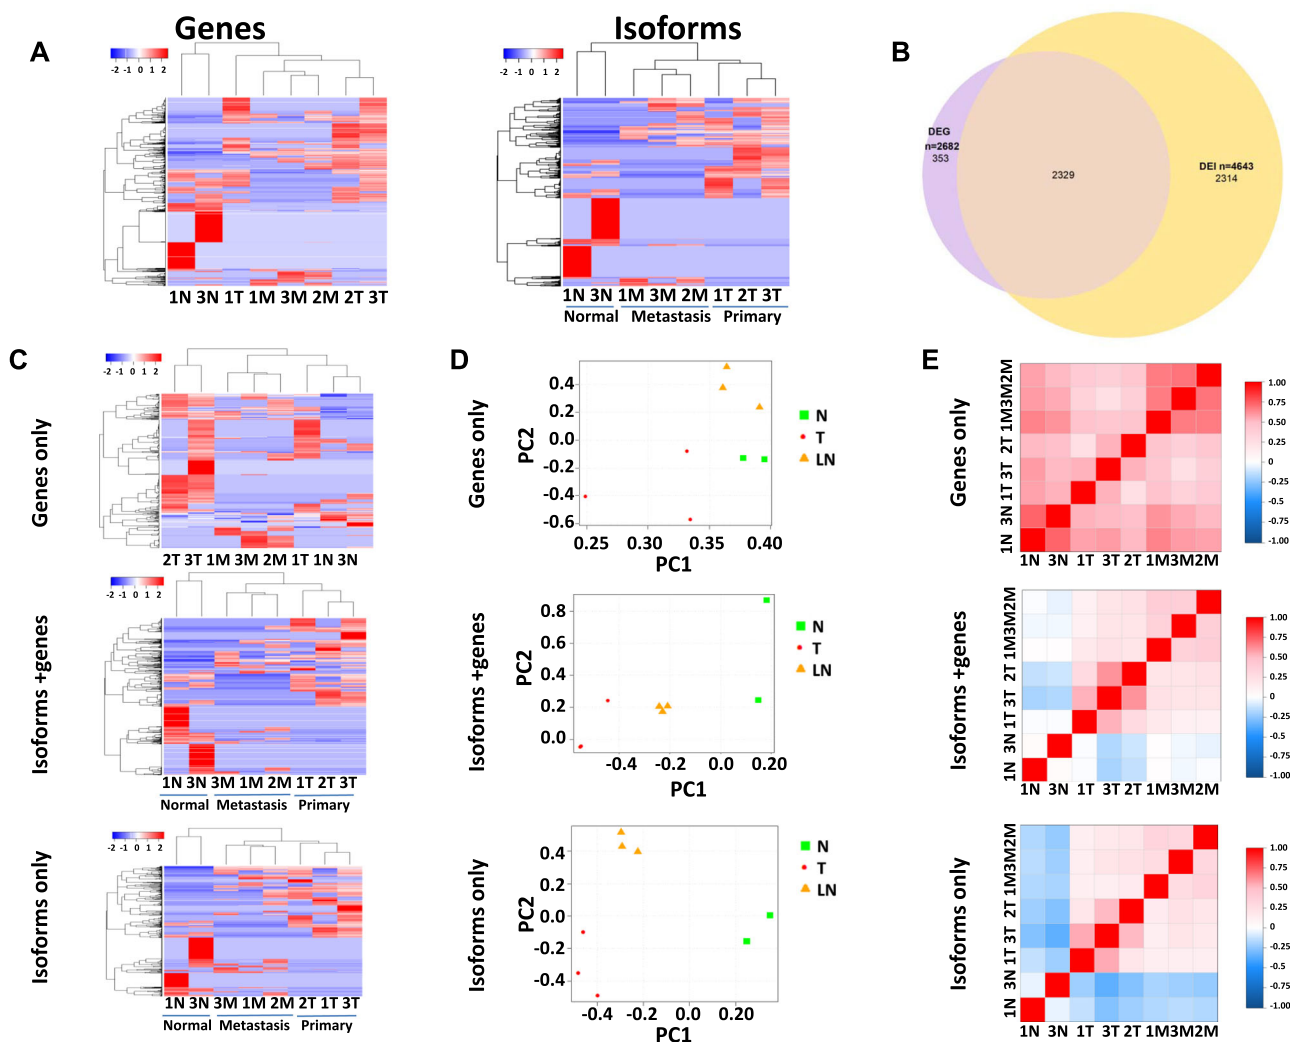 A
Genes
-2 -1 0 1 2
1N 3N 1T 1M 3M 2M 2T 3T
Isoforms
-2 -1 0 1 2
1N 3N 1M 3M 2M 1T 2T 3T
Normal Metastasis Primary
B
DEG
n=2682
353
2329
DEI n=4643
2314
C
Genes only
-2 -1 0 1 2
2T 3T 1M 3M 2M 1T 1N 3N
Isoforms +genes
-2 -1 0 1 2
1N 3N 3M 1M 2M 1T 2T 3T
Normal Metastasis Primary
Isoforms only
-2 -1 0 1 2
1N 3N 3M 1M 2M 2T 1T 3T
Normal Metastasis Primary
D
Genes only
PC2
0.4
0.2
0.0
-0.2
-0.4
-0.6
0.25 0.30 0.35 0.40
PC1
N
T
LN
Isoforms +genes
PC2
0.8
0.6
0.4
0.2
0.0
-0.4 -0.2 0.0 0.20
PC1
N
T
LN
Isoforms only
PC2
0.4
0.2
0.0
-0.2
-0.4
-0.4 -0.2 0.0 0.20
PC1
N
T
LN
E
Genes only
1N 3N 1T 3T 2T 1M 3M 2M
1N 3N 1T 3T 2T 1M 3M 2M
1.00
0.75
0.50
0.25
0
-0.25
-0.50
-0.75
-1.00
Isoforms +genes
1N 3N 1T 3T 2T 1M 3M 2M
1N 3N 1T 3T 2T 1M 3M 2M
1.00
0.75
0.50
0.25
0
-0.25
-0.50
-0.75
-1.00
Isoforms only
1N 3N 1T 3T 2T 1M 3M 2M
1N 3N 1T 3T 2T 1M 3M 2M
1.00
0.75
0.50
0.25
0
-0.25
-0.50
-0.75
-1.00